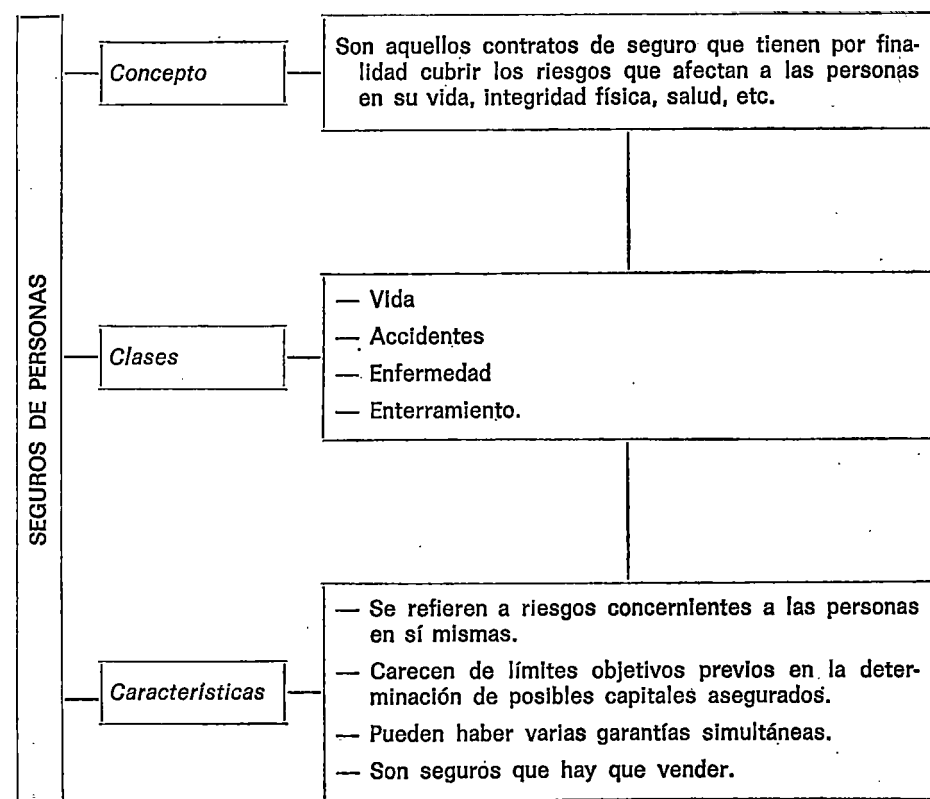 SEGUROS DE PERSONAS
Concepto
Son aquellos contratos de seguro que tienen por fina-
lidad cubrir los riesgos que afectan a las personas
en su vida, integridad física, salud, etc.
Clases
— Vida
— Accidentes
— Enfermedad
— Enterramiento.
Características
— Se refieren a riesgos concernientes a las personas
en sí mismas.
— Carecen de límites objetivos previos en la deter-
minación de posibles capitales asegurados.
— Pueden haber varias garantías simultáneas.
— Son seguros que hay que vender.